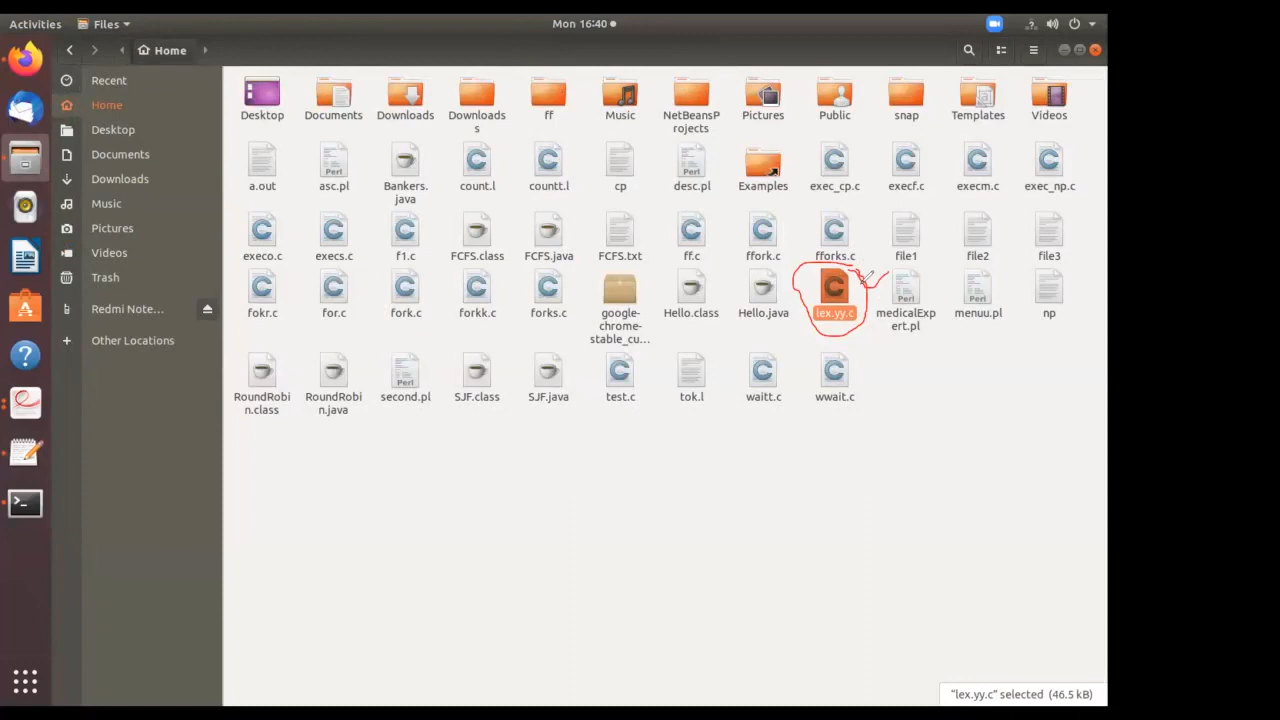 Activities Files Mon 16:40
Home
Recent
Home
Desktop
Documents
Downloads
Music
Pictures
Videos
Trash
Redmi Note...
Other Locations
Desktop Documents Downloads Downloads ff Music NetBeansP Pictures Public snap Templates Videos
s rojects
a.out asc.pl Bankers. count.l countt.l cp desc.pl Examples exec_cp.c execf.c execm.c exec_np.c
java
Perl Perl
execo.c execs.c f1.c FCFS.class FCFS.java FCFS.txt ff.c ffork.c fforks.c file1 file2 file3
fokr.c for.c fork.c forkk.c forks.c google- Hello.class Hello.java lex.yy.c medicalExp menuu.pl np
chrome- ert.pl
stable_cu...
Perl Perl
RoundRobi RoundRobi second.pl SJF.class SJF.java test.c tok.l waitt.c wwait.c
n.class n.java
Perl
"lex.yy.c" selected (46.5 kB)